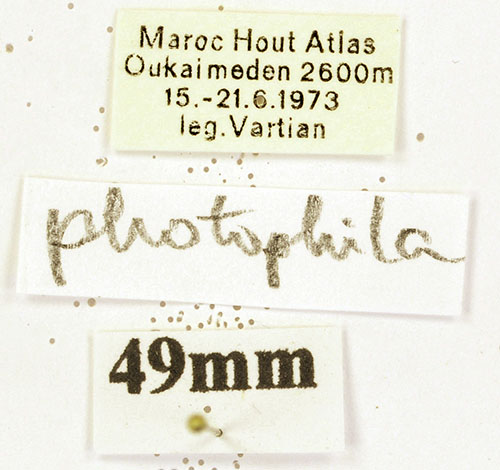 Maroc Hout Atlas
Oukaimeden 2600m
15.-21.6.1973
leg. Vartian
photophila
49mm